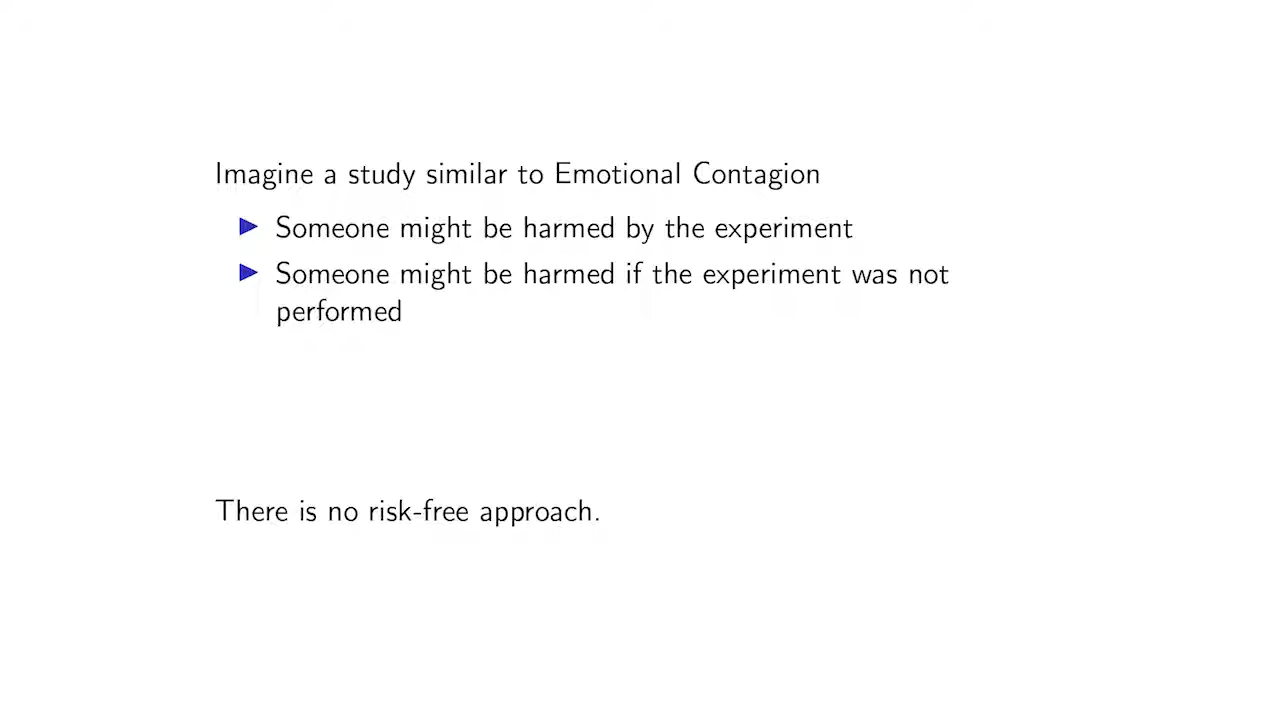 Imagine a study similar to Emotional Contagion
Someone might be harmed by the experiment
Someone might be harmed if the experiment was not
performed
There is no risk-free approach.